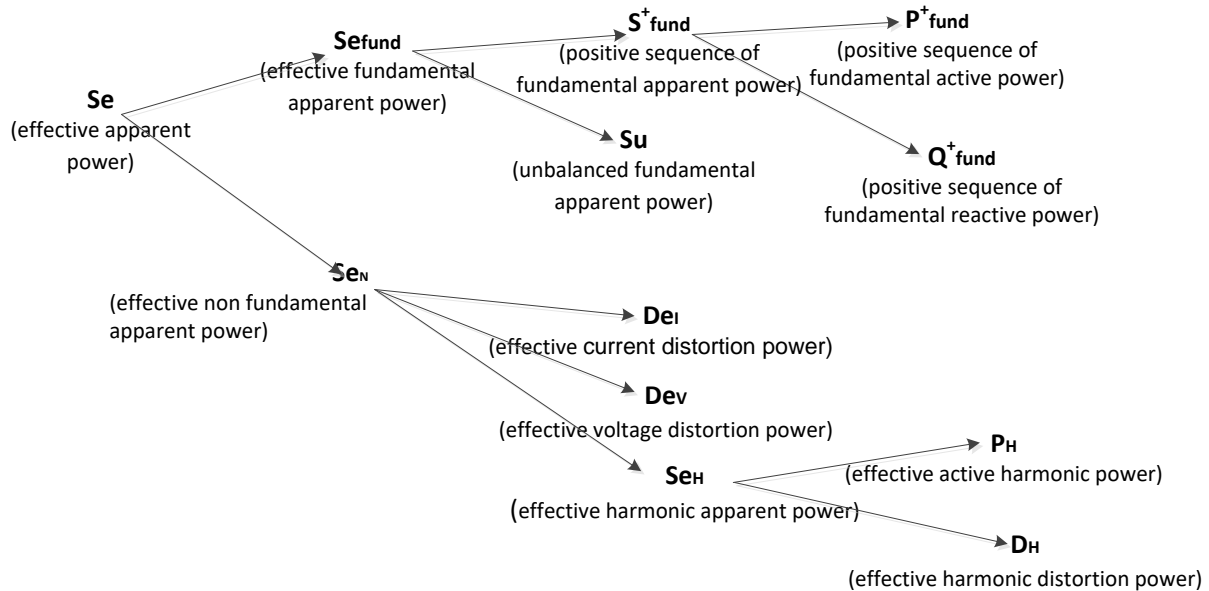 Se
(effective apparent
power)
Sefund
(effective fundamental
apparent power)
S+fund
(positive sequence of
fundamental apparent power)
P+fund
(positive sequence of
fundamental active power)
Su
(unbalanced fundamental
apparent power)
Q+fund
(positive sequence of
fundamental reactive power)
SeN
(effective non fundamental
apparent power)
DeI
(effective current distortion power)
DeV
(effective voltage distortion power)
SeH
(effective harmonic apparent power)
PH
(effective active harmonic power)
DH
(effective harmonic distortion power)